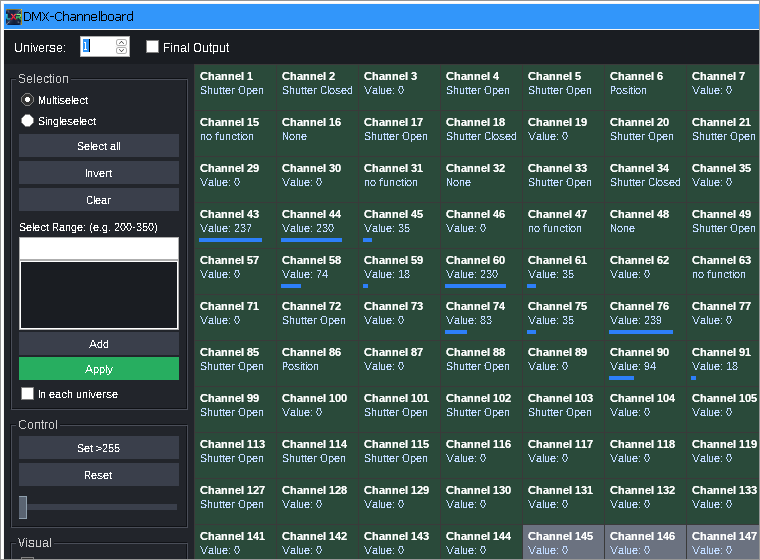 DMX-Channelboard
Universe: 1 Final Output
Selection
Multiselect
Singleselect
Select all
Invert
Clear
Select Range: (e.g. 200-350)
Add
Apply
In each universe
Control
Set >255
Reset
Visual
Channel 1 Channel 2 Channel 3 Channel 4 Channel 5 Channel 6 Channel 7
Shutter Open Shutter Closed Value: 0 Shutter Open Shutter Open Position Value: 0
Channel 15 Channel 16 Channel 17 Channel 18 Channel 19 Channel 20 Channel 21
no function None Shutter Open Shutter Closed Value: 0 Shutter Open Shutter Open
Channel 29 Channel 30 Channel 31 Channel 32 Channel 33 Channel 34 Channel 35
Value: 0 Value: 0 no function None Shutter Open Shutter Closed Value: 0
Channel 43 Channel 44 Channel 45 Channel 46 Channel 47 Channel 48 Channel 49
Value: 237 Value: 230 Value: 35 Value: 0 no function None Shutter Open
Channel 57 Channel 58 Channel 59 Channel 60 Channel 61 Channel 62 Channel 63
Value: 0 Value: 74 Value: 18 Value: 230 Value: 35 Value: 0 no function
Channel 71 Channel 72 Channel 73 Channel 74 Channel 75 Channel 76 Channel 77
Value: 0 Shutter Open Value: 0 Value: 83 Value: 35 Value: 239 Value: 0
Channel 85 Channel 86 Channel 87 Channel 88 Channel 89 Channel 90 Channel 91
Shutter Open Position Value: 0 Shutter Open Value: 0 Value: 94 Value: 18
Channel 99 Channel 100 Channel 101 Channel 102 Channel 103 Channel 104 Channel 105
Shutter Open Value: 0 Shutter Open Shutter Open Shutter Open Value: 0 Value: 0
Channel 113 Channel 114 Channel 115 Channel 116 Channel 117 Channel 118 Channel 119
Shutter Open Shutter Open Shutter Open Value: 0 Value: 0 Value: 0 Value: 0
Channel 127 Channel 128 Channel 129 Channel 130 Channel 131 Channel 132 Channel 133
Shutter Open Value: 0 Value: 0 Value: 0 Value: 0 Value: 0 Value: 0
Channel 141 Channel 142 Channel 143 Channel 144 Channel 145 Channel 146 Channel 147
Value: 0 Value: 0 Value: 0 Value: 0 Value: 0 Value: 0 Value: 0